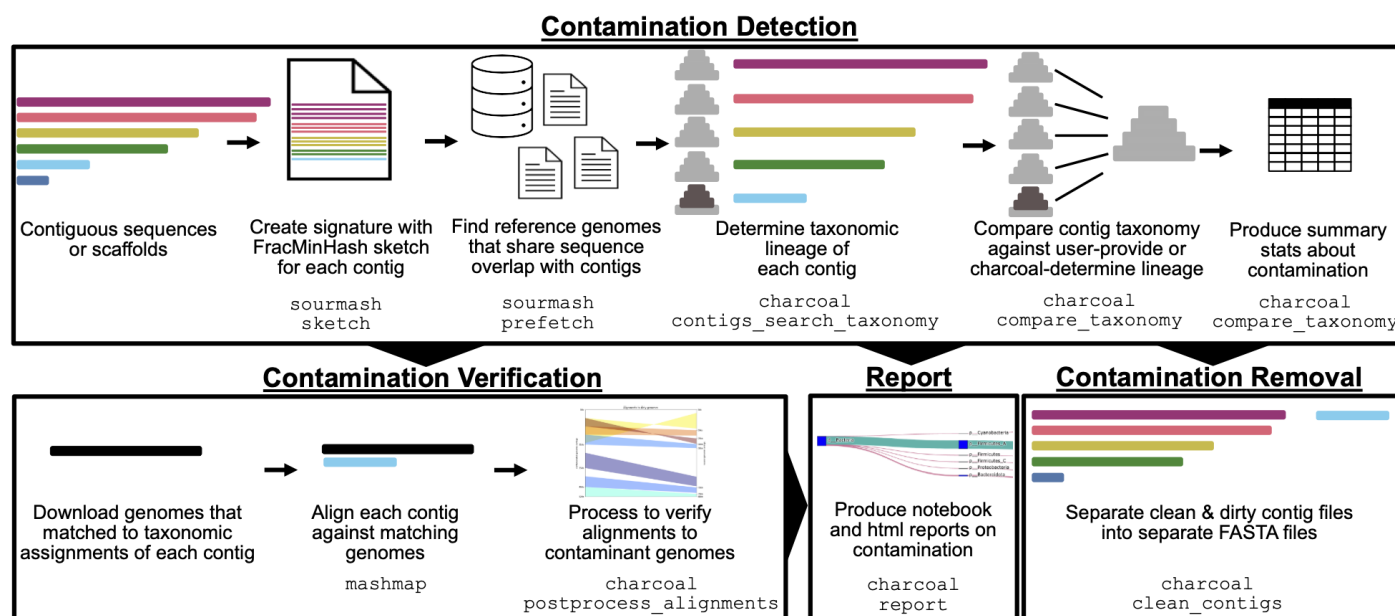 Contamination Detection
Contiguous sequences
or scaffolds
Create signature with
FracMinHash sketch
for each contig
sourmash
sketch
Find reference genomes
that share sequence
overlap with contigs
sourmash
prefetch
Determine taxonomic
lineage of
each contig
charcoal
contigs_search_taxonomy
Compare contig taxonomy
against user-provide or
charcoal-determine lineage
charcoal
compare_taxonomy
Produce summary
stats about
contamination
charcoal
compare_taxonomy
Contamination Verification
Download genomes that
matched to taxonomic
assignments of each contig
Align each contig
against matching
genomes
mashmap
Process to verify
alignments to
contaminant genomes
charcoal
postprocess_alignments
Report
p__Cyanobacteria
p__Firmicutes
p__Firmicutes_C
p__Proteobacteria
p__Bacteroidota
Produce notebook
and html reports on
contamination
charcoal
report
Contamination Removal
Separate clean & dirty contig files
into separate FASTA files
charcoal
clean_contigs